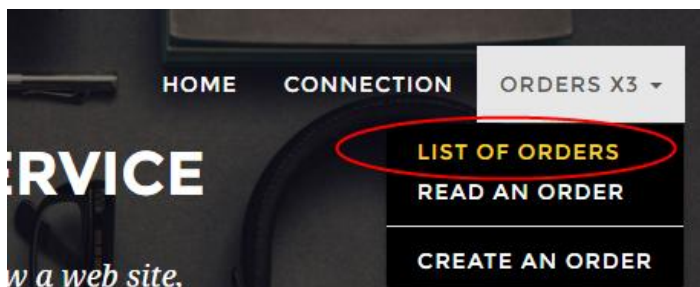 HOME CONNECTION ORDERS X3
LIST OF ORDERS
ERVICE
READ AN ORDER
CREATE AN ORDER
w a web site,